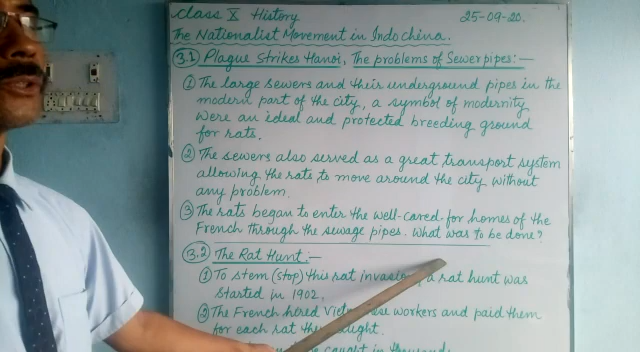 Class X History 25-09-20.
The Nationalist Movement in Indo china.
3.1 Plague Strikes Hanoi, The problems of Sewer pipes:—
① The large sewers and their underground pipes in the
modern part of the city, a symbol of modernity
were an ideal and protected breeding ground
for rats.
② The sewers also served as a great transport system
allowing the rats to move around the city without
any problem.
③ The rats began to enter the well-cared-for homes of the
French through the sewage pipes. What was to be done?
3.2 The Rat Hunt:—
① To stem (stop) this rat invasion, a rat hunt was
started in 1902.
② The French hired workers and paid them
for each rat
caught in